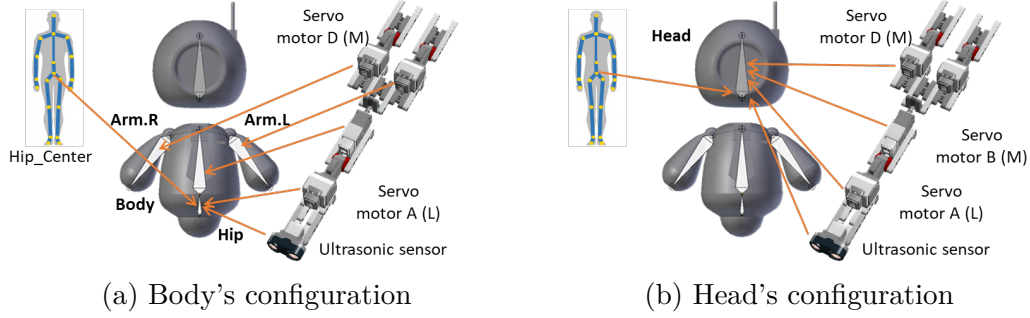 Servo
motor D (M)
Arm.R
Arm.L
Hip_Center
Body
Servo
motor A (L)
Hip
Ultrasonic sensor
(a) Body's configuration
Head
Servo
motor D (M)
Servo
motor B (M)
Servo
motor A (L)
Ultrasonic sensor
(b) Head's configuration